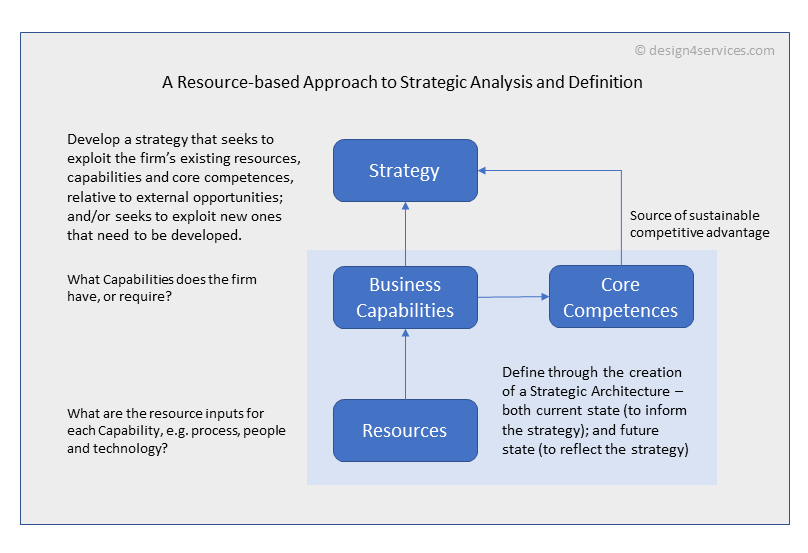 © design4services.com
A Resource-based Approach to Strategic Analysis and Definition
Develop a strategy that seeks to
exploit the firm's existing resources,
capabilities and core competences,
relative to external opportunities;
and/or seeks to exploit new ones
that need to be developed.
Strategy
Source of sustainable
competitive advantage
What Capabilities does the firm
have, or require?
Business
Capabilities
Core
Competences
Define through the creation
of a Strategic Architecture –
both current state (to inform
the strategy); and future
state (to reflect the strategy)
What are the resource inputs for
each Capability, e.g. process, people
and technology?
Resources